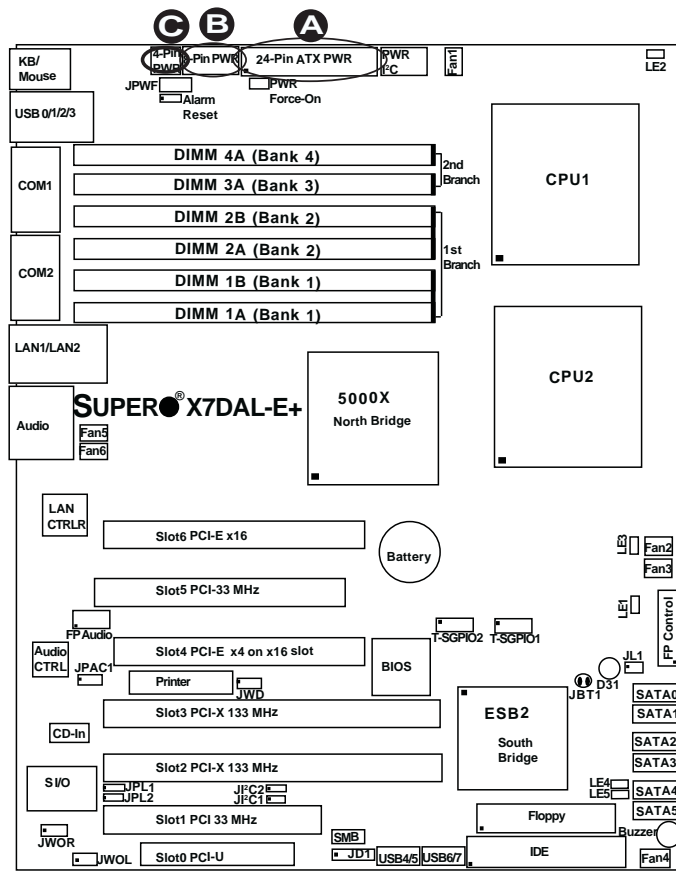 C B A
4-Pin PWR
-Pin PWR
24-Pin ATX PWR
PWR I²C
Fan1
LE2
KB/ Mouse
JPWF
Alarm Reset
PWR Force-On
USB 0/1/2/3
DIMM 4A (Bank 4)
DIMM 3A (Bank 3)
2nd Branch
DIMM 2B (Bank 2)
DIMM 2A (Bank 2)
DIMM 1B (Bank 1)
DIMM 1A (Bank 1)
1st Branch
CPU1
COM1
COM2
LAN1/LAN2
CPU2
5000X
North Bridge
SUPER® X7DAL-E+
Audio
Fan5
Fan6
LAN CTRLR
Slot6 PCI-E x16
Battery
LE3
Fan2
Fan3
Slot5 PCI-33 MHz
LE1
FP Control
FP Audio
T-SGPIO2
T-SGPIO1
Audio CTRL
Slot4 PCI-E x4 on x16 slot
BIOS
JL1
D31
JBT1
JPAC1
Printer
JWD
Slot3 PCI-X 133 MHz
ESB2
South Bridge
SATA0
SATA1
SATA2
SATA3
CD-In
Slot2 PCI-X 133 MHz
S I/O
JPL1
JPL2
JI²C2
JI²C1
LE4
LE5
SATA4
SATA5
Slot1 PCI 33 MHz
Floppy
Buzzer
JWOR
SMB
JWOL
Slot0 PCI-U
JD1
USB4/5
USB6/7
IDE
Fan4